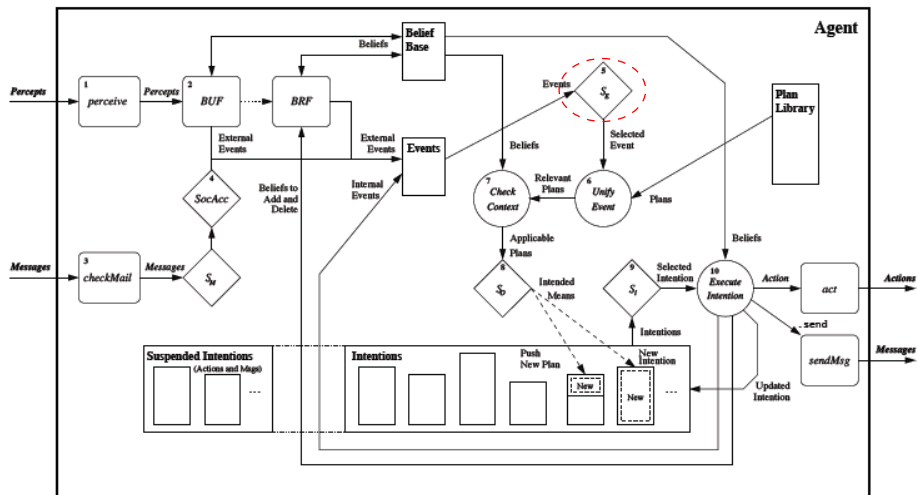 Agent
Belief
Base
Beliefs
Plan
Library
Percepts
1
perceive
Percepts
2
BUF
BRF
Events
5
S_E
External
Events
External
Events
Events
Selected
Event
Beliefs
4
SocAcc
Internal
Events
Beliefs to
Add and
Delete
7
Check
Context
Relevant
Plans
6
Unify
Event
Plans
Messages
3
checkMail
Messages
S_M
Applicable
Plans
8
S_O
Intended
Means
9
S_I
Selected
Intention
Beliefs
10
Execute
Intention
Action
act
Actions
.send
sendMsg
Messages
Intentions
Suspended Intentions
(Actions and Msgs)
...
Intentions
Push
New Plan
New
Intention
New
New
...
Updated
Intention